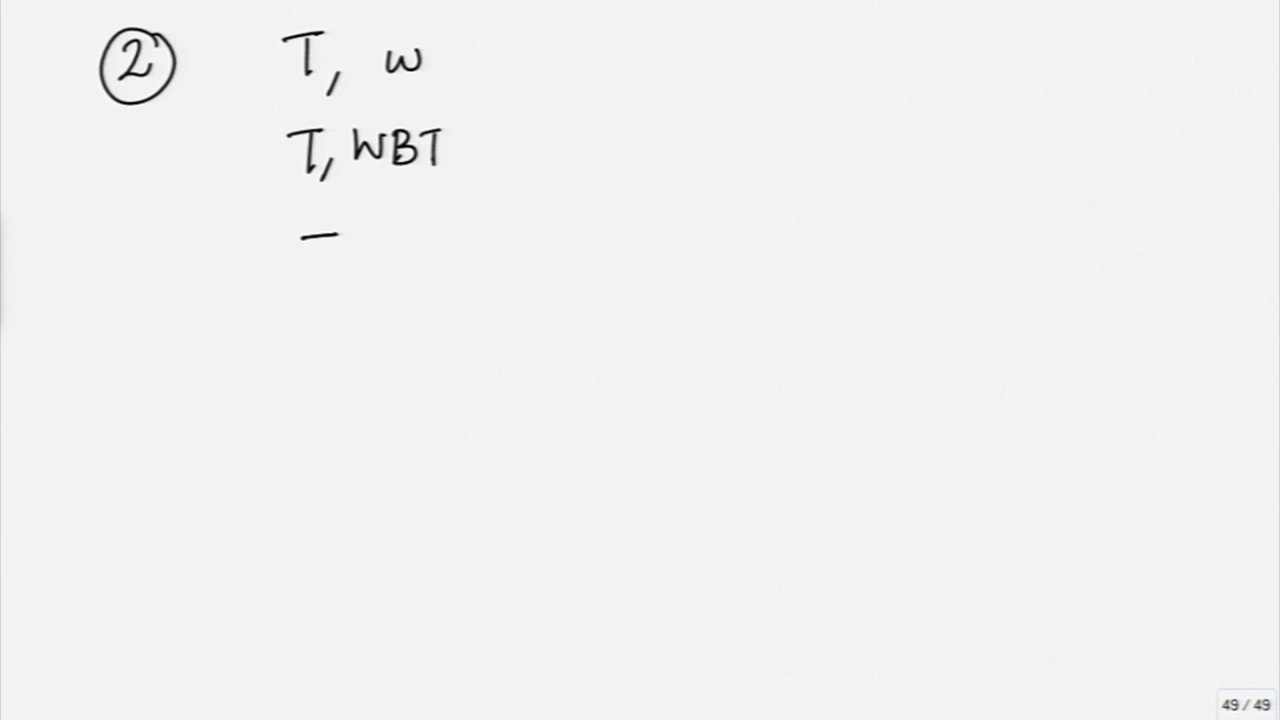 ② T, w
T, WBT
—
49 / 49